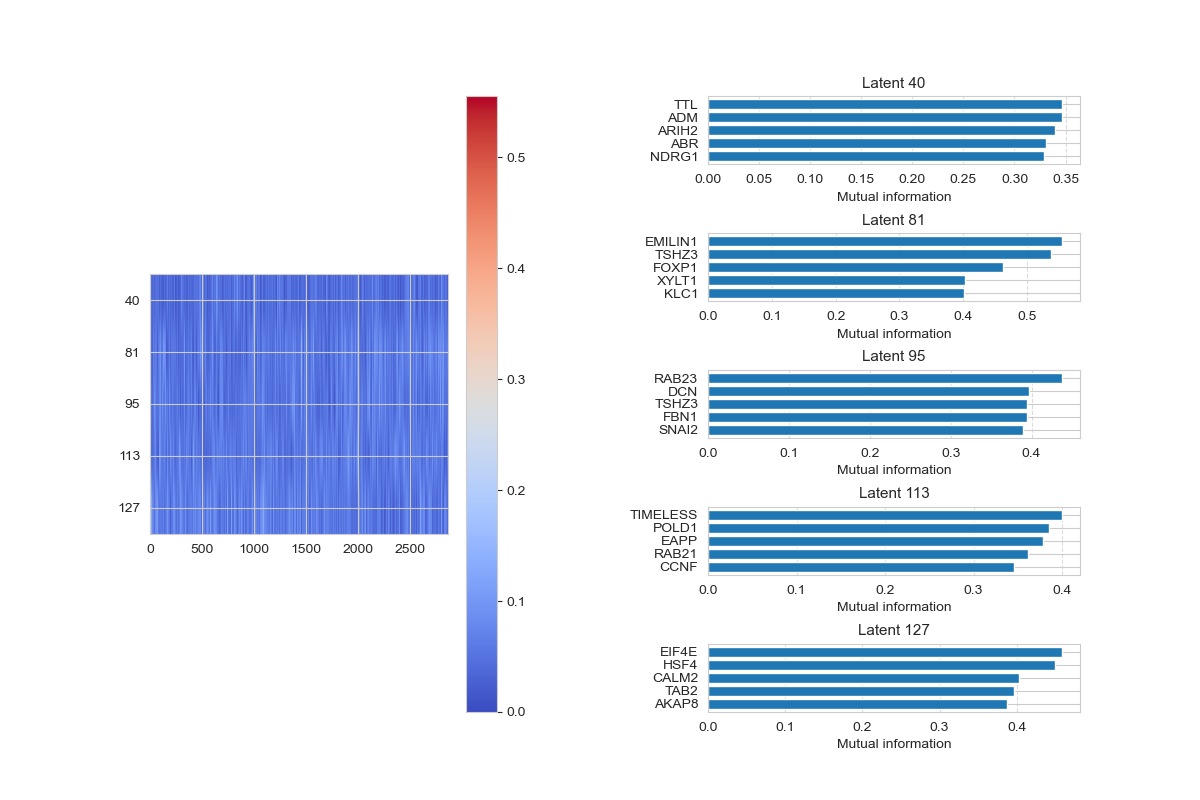 40
81
95
113
127
0 500 1000 1500 2000 2500
0.5
0.4
0.3
0.2
0.1
0.0
Latent 40
TTL
ADM
ARIH2
ABR
NDRG1
0.00 0.05 0.10 0.15 0.20 0.25 0.30 0.35
Mutual information
Latent 81
EMILIN1
TSHZ3
FOXP1
XYLT1
KLC1
0.0 0.1 0.2 0.3 0.4 0.5
Mutual information
Latent 95
RAB23
DCN
TSHZ3
FBN1
SNAI2
0.0 0.1 0.2 0.3 0.4
Mutual information
Latent 113
TIMELESS
POLD1
EAPP
RAB21
CCNF
0.0 0.1 0.2 0.3 0.4
Mutual information
Latent 127
EIF4E
HSF4
CALM2
TAB2
AKAP8
0.0 0.1 0.2 0.3 0.4
Mutual information